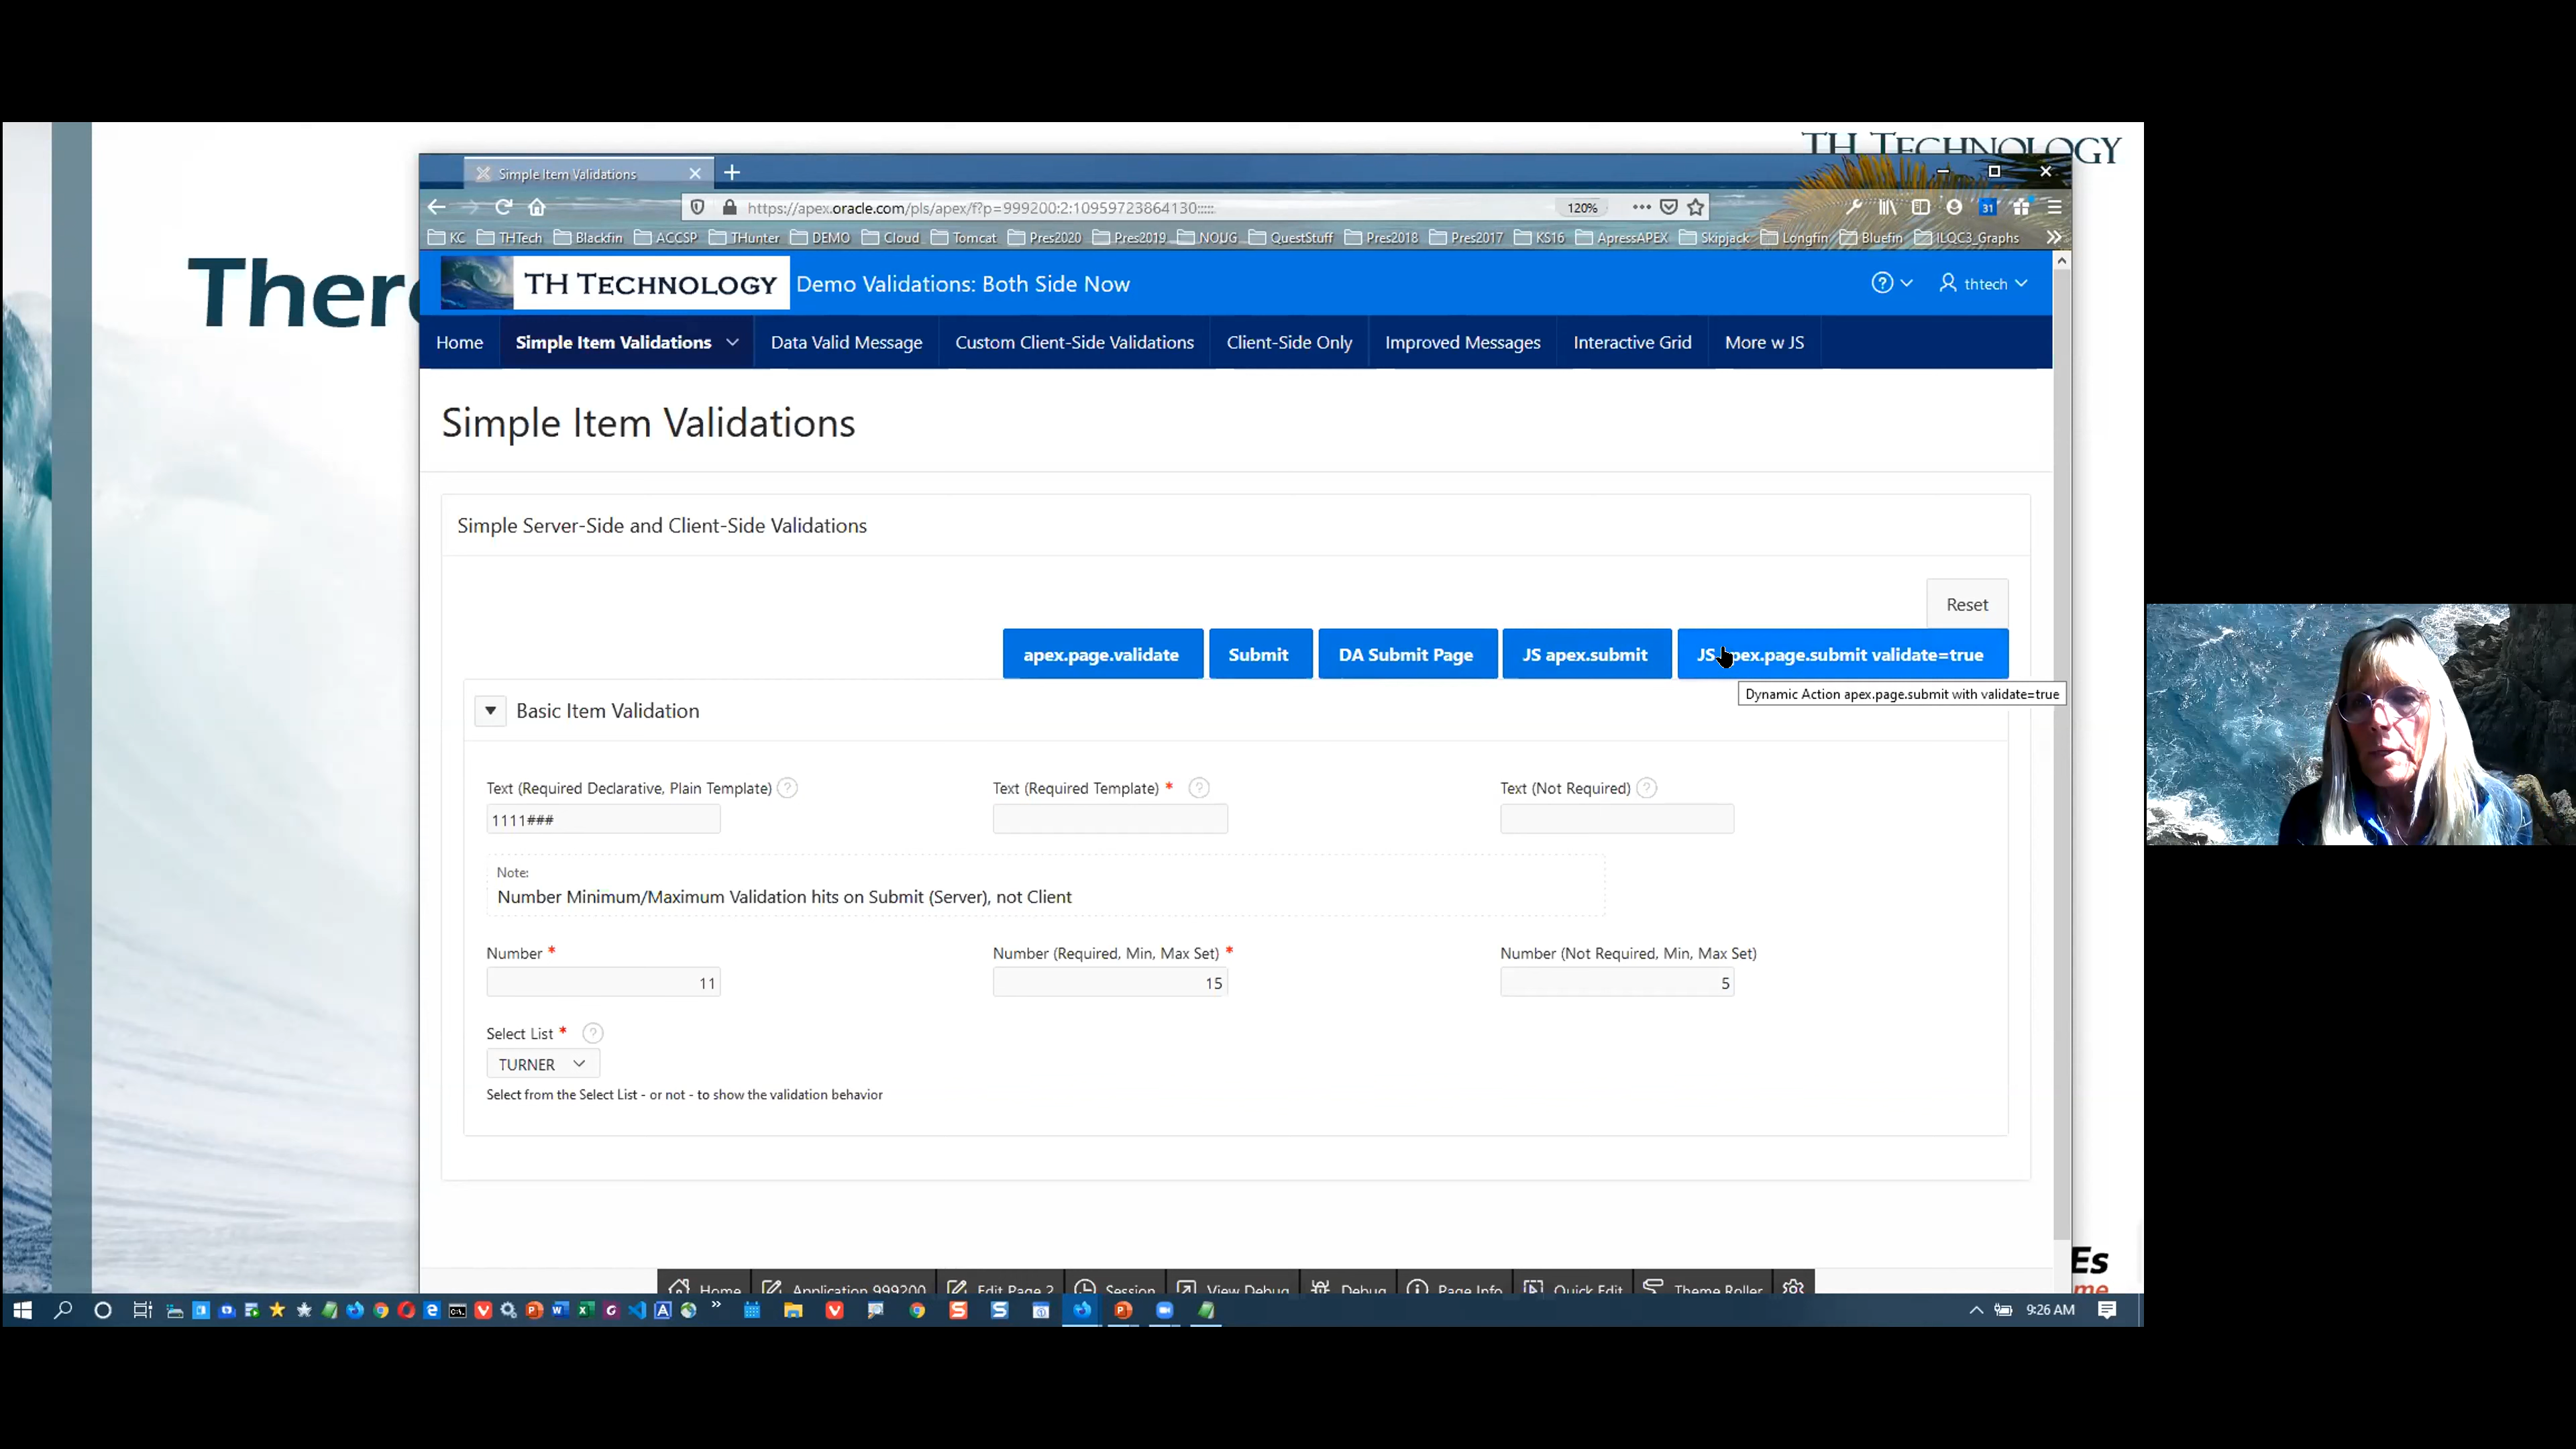 TH TECHNOLOGY
There
Simple Item Validations
https://apex.oracle.com/pls/apex/f?p=999200:2:10959723864130:::::
120%
31
KC THTech Blackfin ACCSP THunter DEMO Cloud Tomcat Pres2020 Pres2019 NOUG QuestStuff Pres2018 Pres2017 KS16 ApressAPEX Skipjack Longfin Bluefin ILQC3_Graphs
TH TECHNOLOGY Demo Validations: Both Side Now
thtech
Home Simple Item Validations Data Valid Message Custom Client-Side Validations Client-Side Only Improved Messages Interactive Grid More w JS
Simple Item Validations
Simple Server-Side and Client-Side Validations
Reset
apex.page.validate Submit DA Submit Page JS apex.submit JS apex.page.submit validate=true
Dynamic Action apex.page.submit with validate=true
Basic Item Validation
Text (Required Declarative, Plain Template) ? Text (Required Template) * ? Text (Not Required) ?
1111###
Note:
Number Minimum/Maximum Validation hits on Submit (Server), not Client
Number * Number (Required, Min, Max Set) * Number (Not Required, Min, Max Set)
11 15 5
Select List * ?
TURNER
Select from the Select List - or not - to show the validation behavior
Es
me
Home Application 999200 Edit Page 2 Session View Debug Debug Page Info Quick Edit Theme Roller
9:26 AM